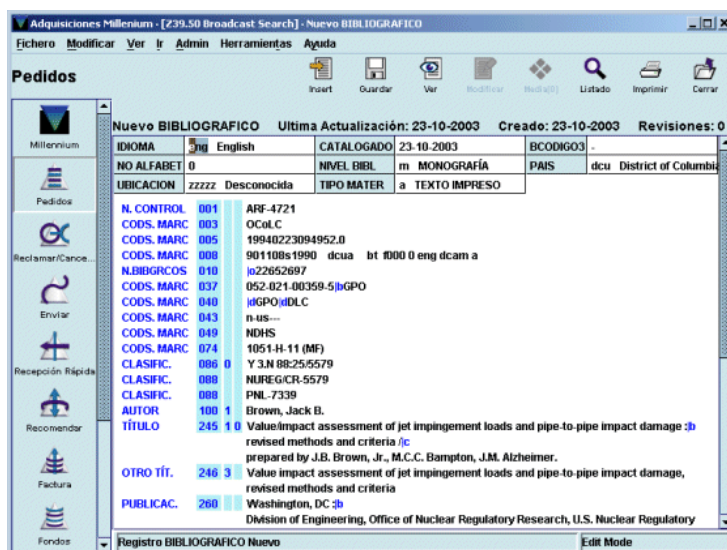 Adquisiciones Millenium - [Z39.50 Broadcast Search] - Nuevo BIBLIOGRAFICO
Fichero Modificar Ver Ir Admin Herramientas Ayuda
Pedidos
Insert Guardar Ver Modificar Media(0) Listado Imprimir Cerrar
Millennium
Pedidos
Reclamar/Cance...
Enviar
Recepción Rápida
Recomendar
Factura
Fondos
Nuevo BIBLIOGRAFICO Ultima Actualización: 23-10-2003 Creado: 23-10-2003 Revisiones: 0
IDIOMA eng English CATALOGADO 23-10-2003 BCODIGO3 -
NO ALFABET 0 NIVEL BIBL m MONOGRAFÍA PAIS dcu District of Columbia
UBICACION zzzzz Desconocida TIPO MATER a TEXTO IMPRESO
N. CONTROL 001 ARF-4721
CODS. MARC 003 OCoLC
CODS. MARC 005 19940223094952.0
CODS. MARC 008 901108s1990 dcua bt f000 0 eng dcam a
N.BIBGRCOS 010 |o22652697
CODS. MARC 037 052-021-00359-5|bGPO
CODS. MARC 040 |dGPO|dDLC
CODS. MARC 043 n-us---
CODS. MARC 049 NDHS
CODS. MARC 074 1051-H-11 (MF)
CLASIFIC. 086 0 Y 3.N 88:25/5579
CLASIFIC. 088 NUREG/CR-5579
CLASIFIC. 088 PNL-7339
AUTOR 100 1 Brown, Jack B.
TÍTULO 245 1 0 Value/impact assessment of jet impingement loads and pipe-to-pipe impact damage :|b
revised methods and criteria /|c
prepared by J.B. Brown, Jr., M.C.C. Bampton, J.M. Alzheimer.
OTRO TÍT. 246 3 Value impact assessment of jet impingement loads and pipe-to-pipe impact damage,
revised methods and criteria
PUBLICAC. 260 Washington, DC :|b
Division of Engineering, Office of Nuclear Regulatory Research, U.S. Nuclear Regulatory
Registro BIBLIOGRAFICO Nuevo Edit Mode